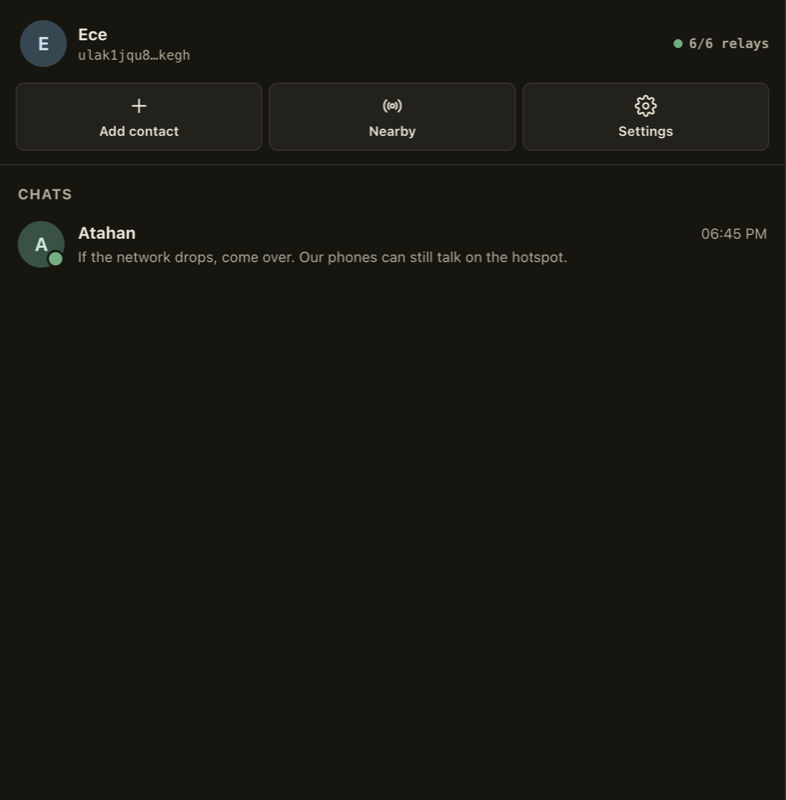 E
Ece
ulak1jqu8…kegh
6/6 relays
Add contact
Nearby
Settings
CHATS
A
Atahan
06:45 PM
If the network drops, come over. Our phones can still talk on the hotspot.